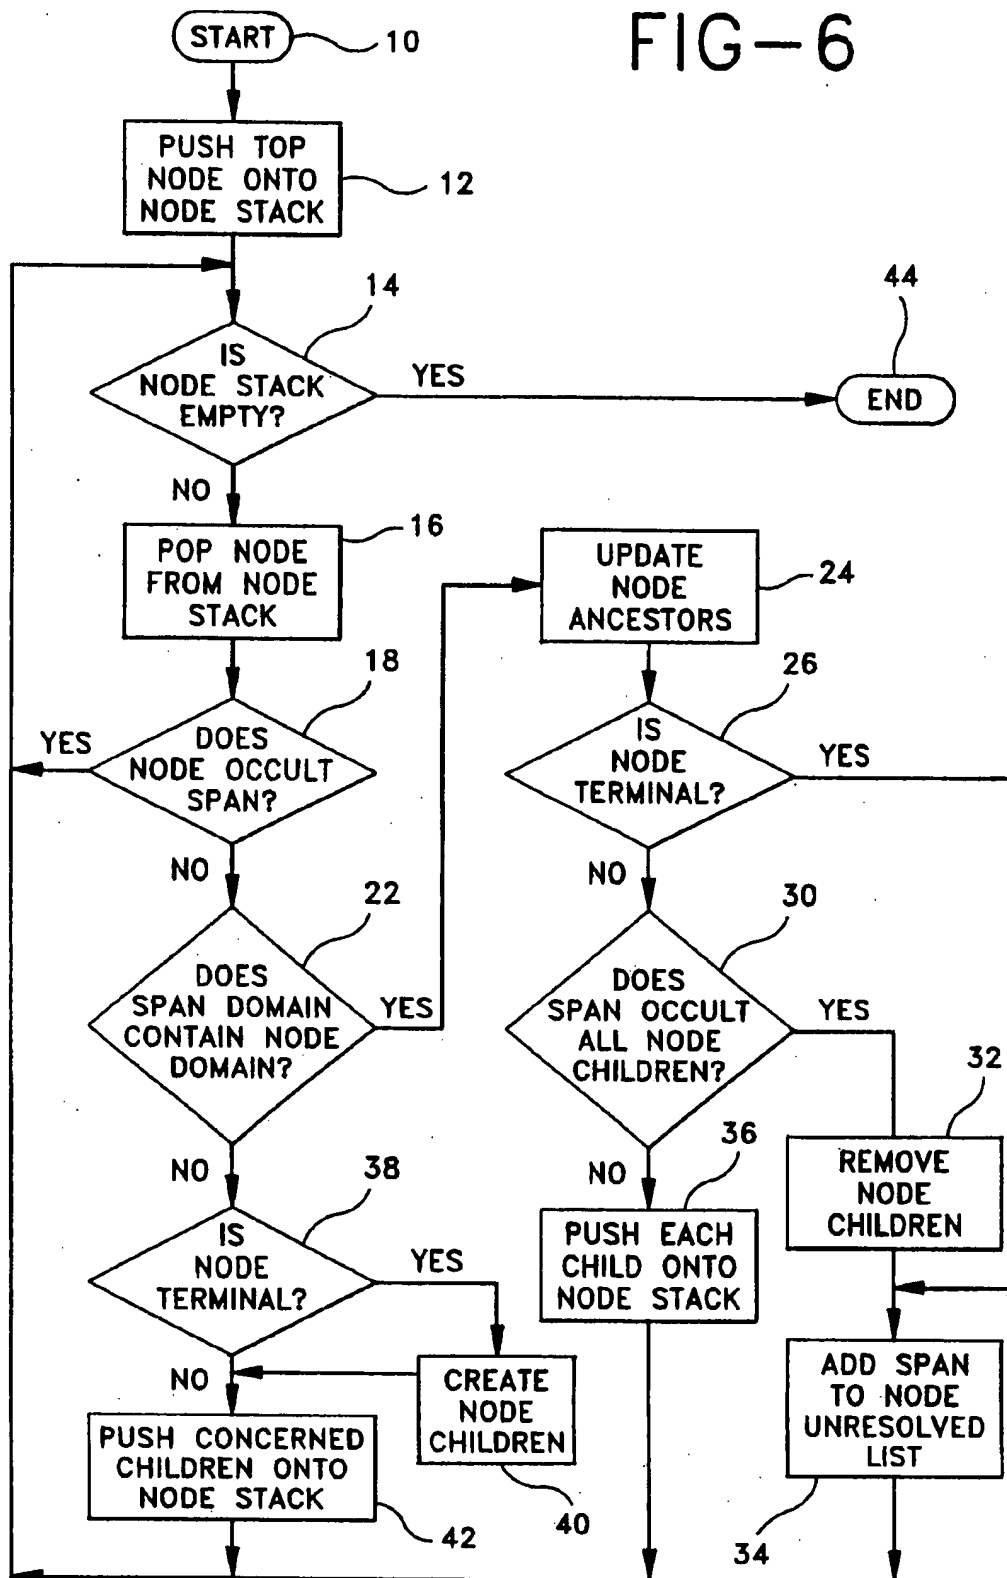 FIG-6
START
10
PUSH TOP
NODE ONTO
NODE STACK
12
14
IS
NODE STACK
EMPTY?
YES
44
END
NO
16
POP NODE
FROM NODE
STACK
UPDATE
NODE
ANCESTORS
24
18
YES
DOES
NODE OCCULT
SPAN?
26
IS
NODE
TERMINAL?
YES
NO
NO
22
DOES
SPAN DOMAIN
CONTAIN NODE
DOMAIN?
YES
30
DOES
SPAN OCCULT
ALL NODE
CHILDREN?
YES
32
REMOVE
NODE
CHILDREN
NO
36
PUSH EACH
CHILD ONTO
NODE STACK
NO
38
IS
NODE
TERMINAL?
YES
NO
CREATE
NODE
CHILDREN
40
ADD SPAN
TO NODE
UNRESOLVED
LIST
34
PUSH CONCERNED
CHILDREN ONTO
NODE STACK
42